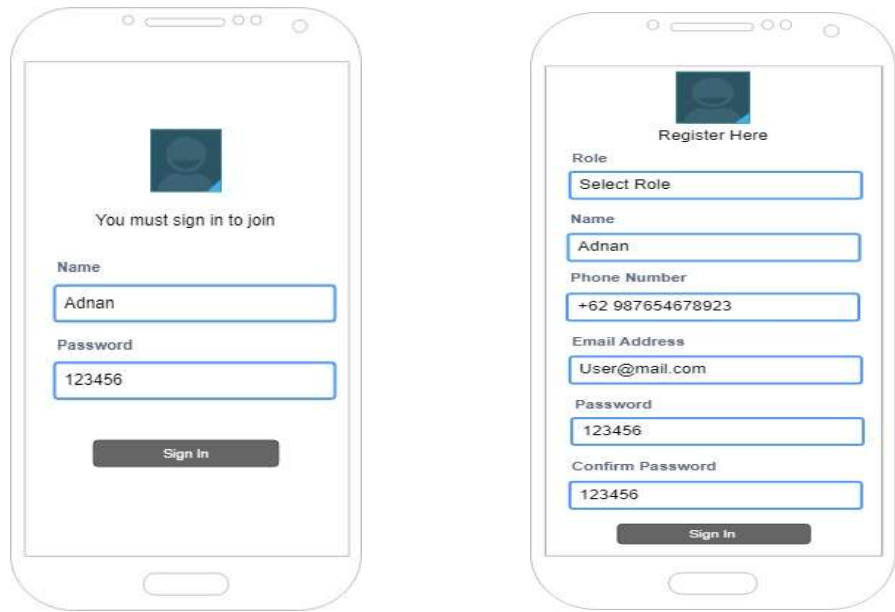 You must sign in to join
Name
Adnan
Password
123456
Sign In
Register Here
Role
Select Role
Name
Adnan
Phone Number
+62 987654678923
Email Address
User@mail.com
Password
123456
Confirm Password
123456
Sign In